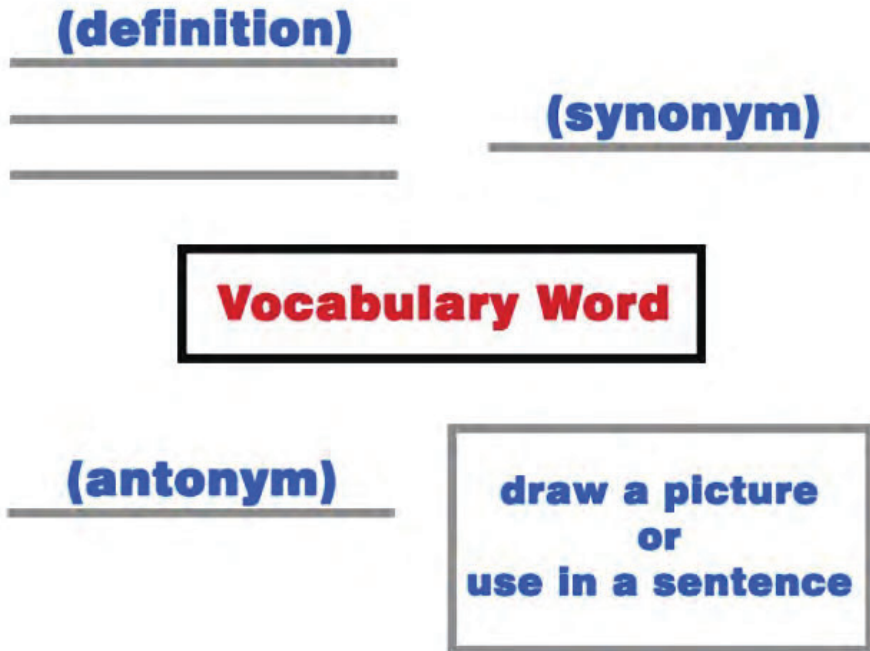 (definition)
(synonym)
Vocabulary Word
(antonym)
draw a picture
or
use in a sentence